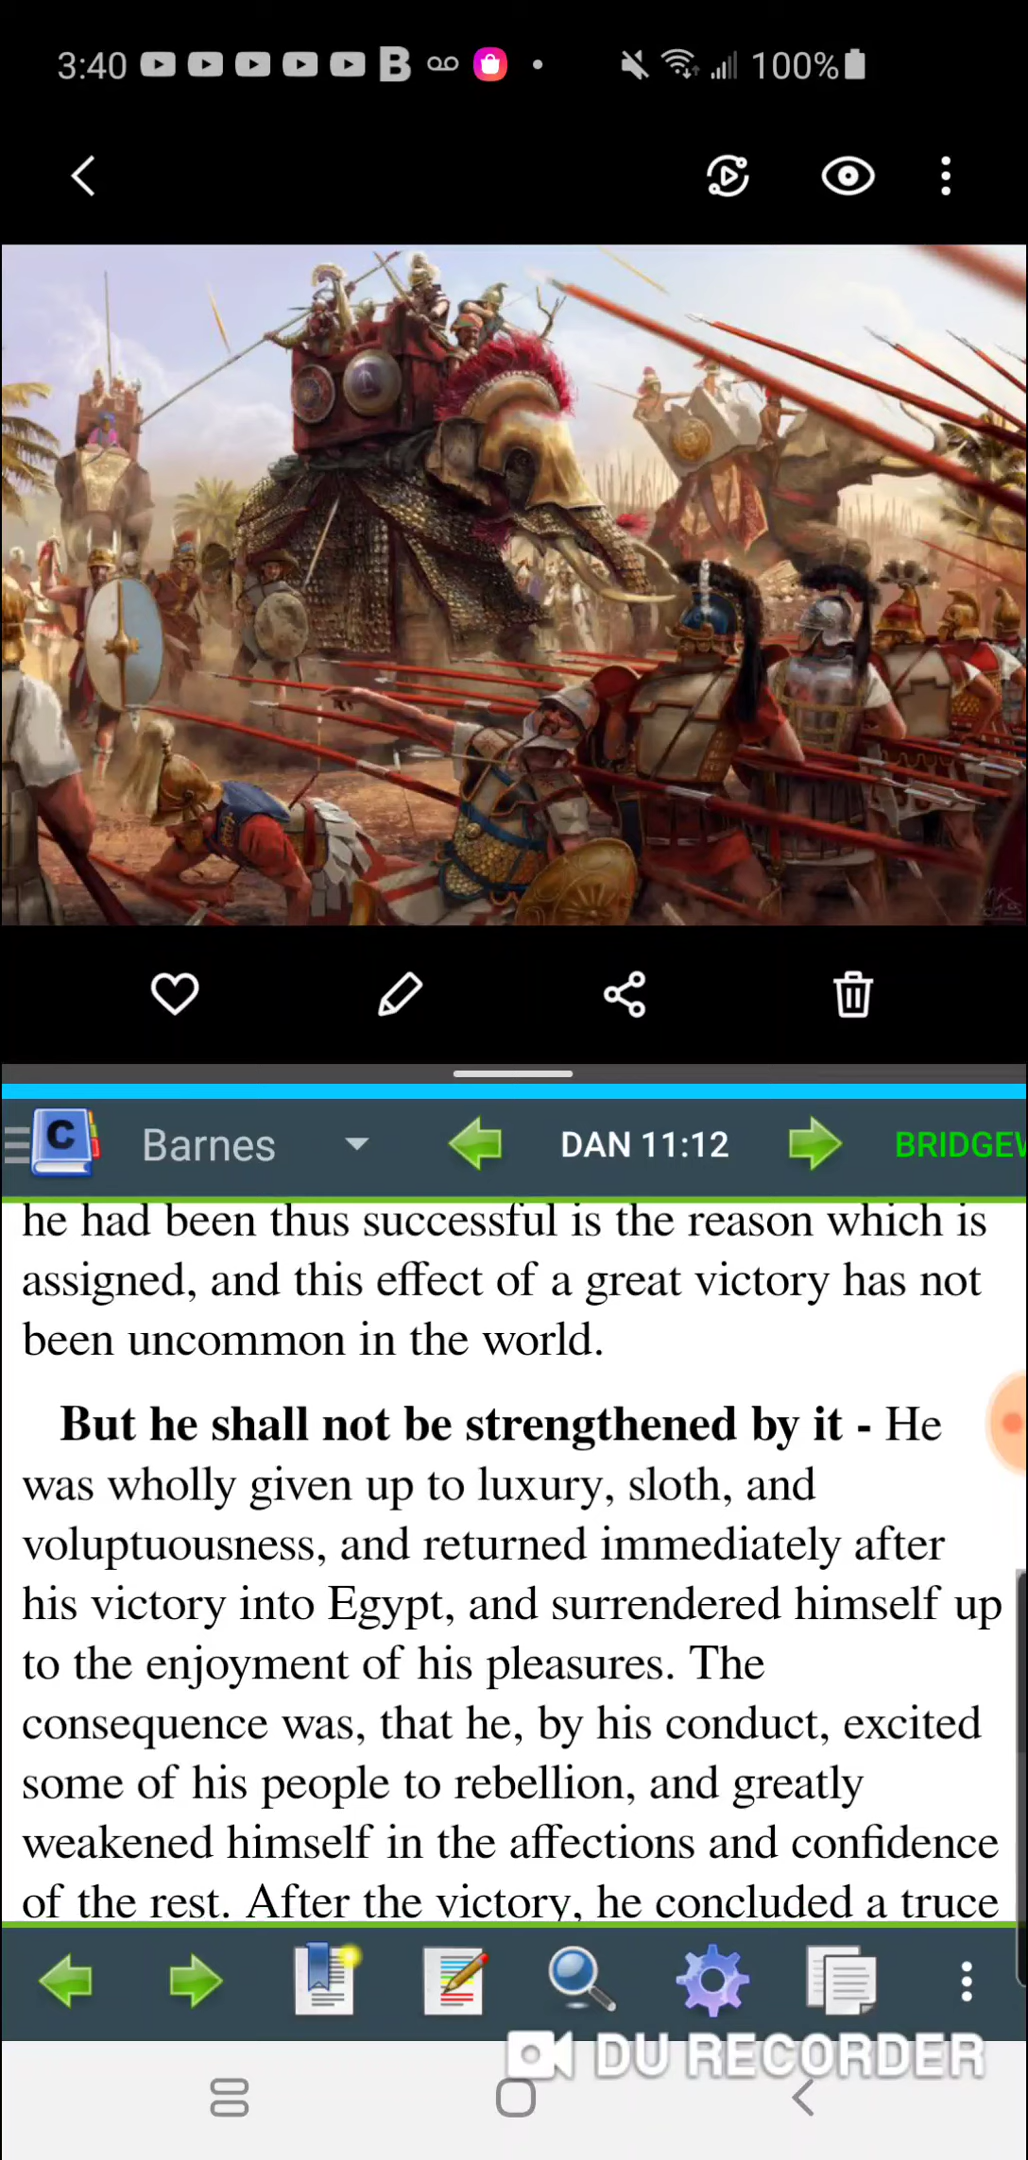 3:40 B 100%
C Barnes DAN 11:12 BRIDGEW
he had been thus successful is the reason which is
assigned, and this effect of a great victory has not
been uncommon in the world.
But he shall not be strengthened by it - He
was wholly given up to luxury, sloth, and
voluptuousness, and returned immediately after
his victory into Egypt, and surrendered himself up
to the enjoyment of his pleasures. The
consequence was, that he, by his conduct, excited
some of his people to rebellion, and greatly
weakened himself in the affections and confidence
of the rest. After the victory, he concluded a truce
DU RECORDER